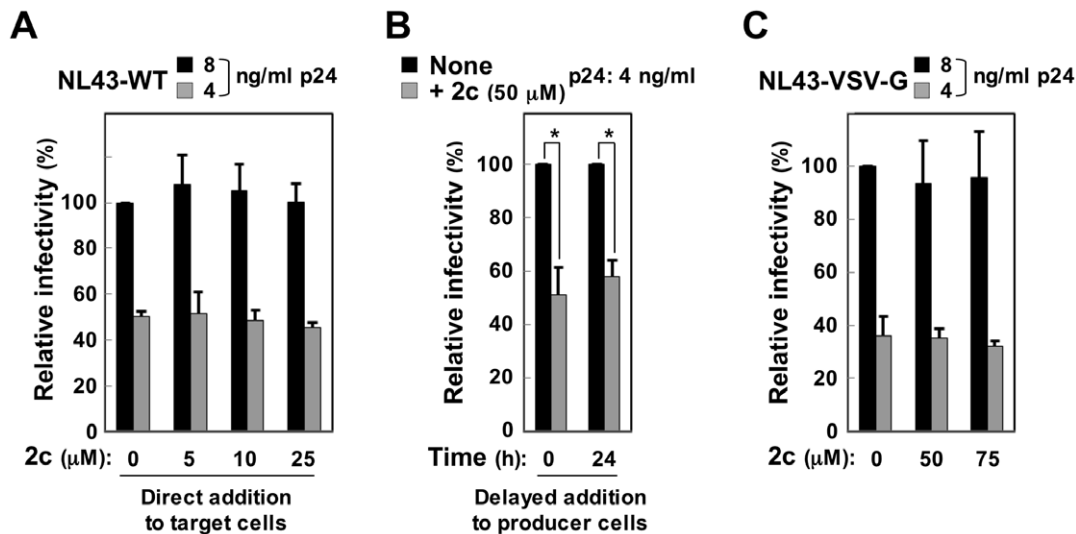 A
NL43-WT
8
4
ng/ml p24
Relative infectivity (%)
100
80
60
40
20
0
2c (μM): 0 5 10 25
Direct addition
to target cells
B
None
+ 2c (50 μM)
p24: 4 ng/ml
* *
Relative infectivity (%)
100
80
60
40
20
0
Time (h): 0 24
Delayed addition
to producer cells
C
NL43-VSV-G
8
4
ng/ml p24
Relative infectivity (%)
100
80
60
40
20
0
2c (μM): 0 50 75